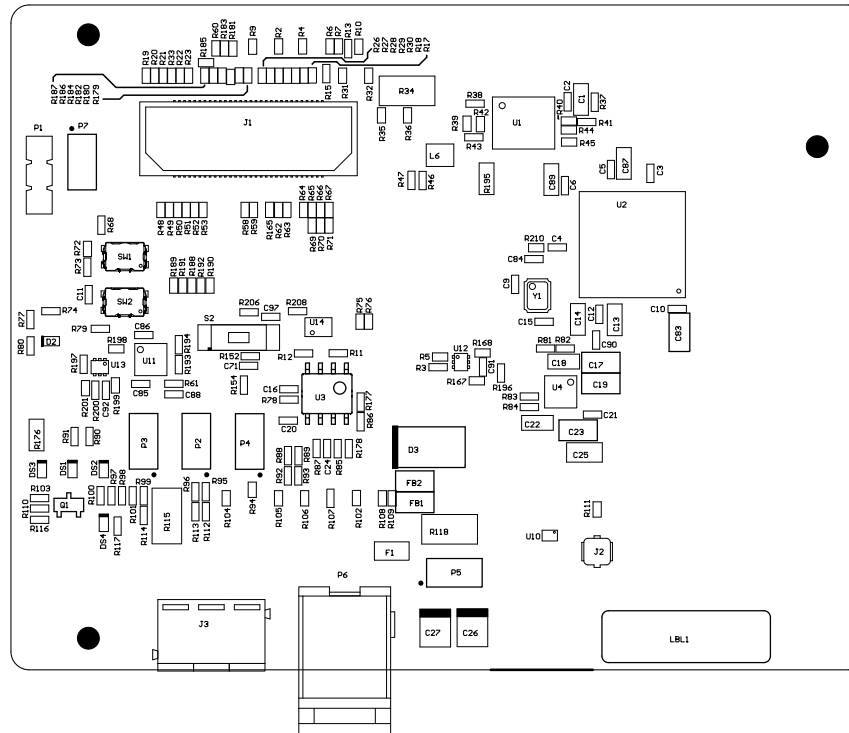 R60
R183
R181
R9
R2
R4
R6
R7
R13
R10
R26
R27
R28
R29
R30
R18
R17
R19
R20
R21
R33
R22
R23
R185
R187
R186
R184
R182
R180
R179
R15
R31
R32
R34
R38
R40
C2
C1
R37
P1
P7
J1
R35
R36
R39
R42
R43
U1
R41
R44
R45
L6
R47
R46
R195
C89
C6
C5
C87
C3
U2
R64
R65
R66
R67
R68
R48
R49
R50
R51
R52
R53
R58
R59
R165
R62
R63
R69
R70
R71
R72
R73
SW1
R210
C4
C84
R189
R191
R188
R192
R190
C11
SW2
C9
Y1
C15
C14
C12
C13
C10
C83
R77
R74
R79
C86
S2
R206
C97
R208
U14
R75
R76
R80
D2
R198
U11
R194
R193
R152
C71
R12
R11
R5
R3
U12
R168
R167
C91
R196
R81
R82
C90
C18
C17
C19
U4
R197
U13
R201
R200
C92
R199
C85
R61
C88
R154
C16
R78
U3
R177
R86
C20
R83
R84
C21
C22
C23
C25
R176
R91
R90
P3
P2
P4
R88
R89
R87
C24
R85
R178
D3
DS3
DS1
DS2
R92
R93
FB2
FB1
R103
R110
R116
Q1
R100
R97
R98
R101
R99
R114
R115
R96
R95
R113
R112
R104
R94
R105
R106
R107
R102
R108
R109
R118
R111
DS4
R117
U10
J2
F1
P6
P5
J3
C27
C26
LBL1